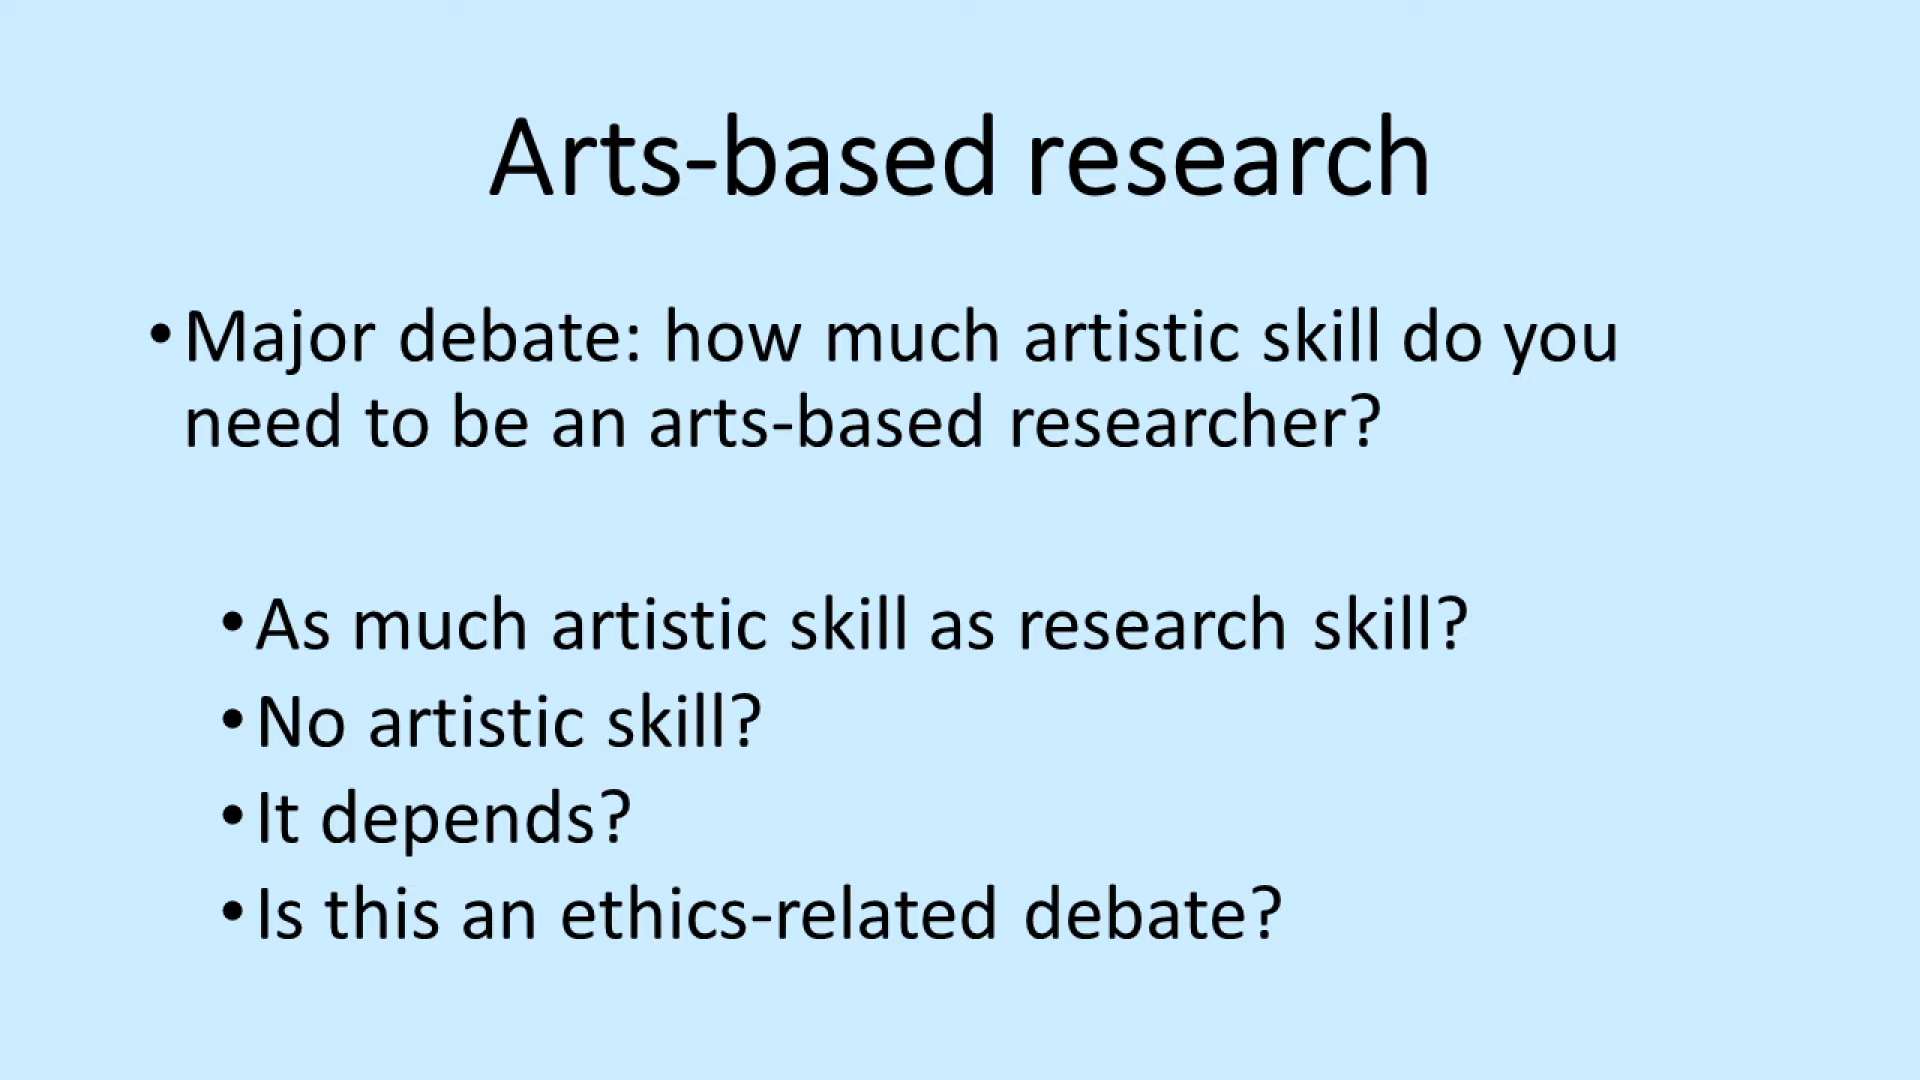 Arts-based research
•Major debate: how much artistic skill do you
need to be an arts-based researcher?
•As much artistic skill as research skill?
•No artistic skill?
•It depends?
•Is this an ethics-related debate?